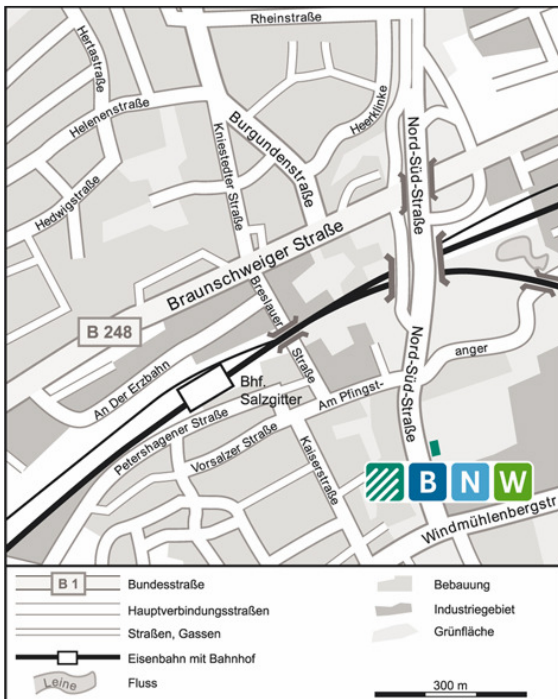 Rheinstraße
Hertastraße
Helenenstraße
Kniestedter Straße
Burgundenstraße
Heerklinke
Nord-Süd-Straße
Hedwigstraße
Braunschweiger Straße
B 248
Breslauer
Straße
An Der Erzbahn
Bhf.
Salzgitter
Nord-Süd-Straße
anger
Am Pfingst-
Petershagener Straße
Vorsalzer Straße
Kaiserstraße
B N W
Windmühlenbergstr
B 1
Bundesstraße
Hauptverbindungsstraßen
Straßen, Gassen
Eisenbahn mit Bahnhof
Leine
Fluss
Bebauung
Industriegebiet
Grünfläche
300 m